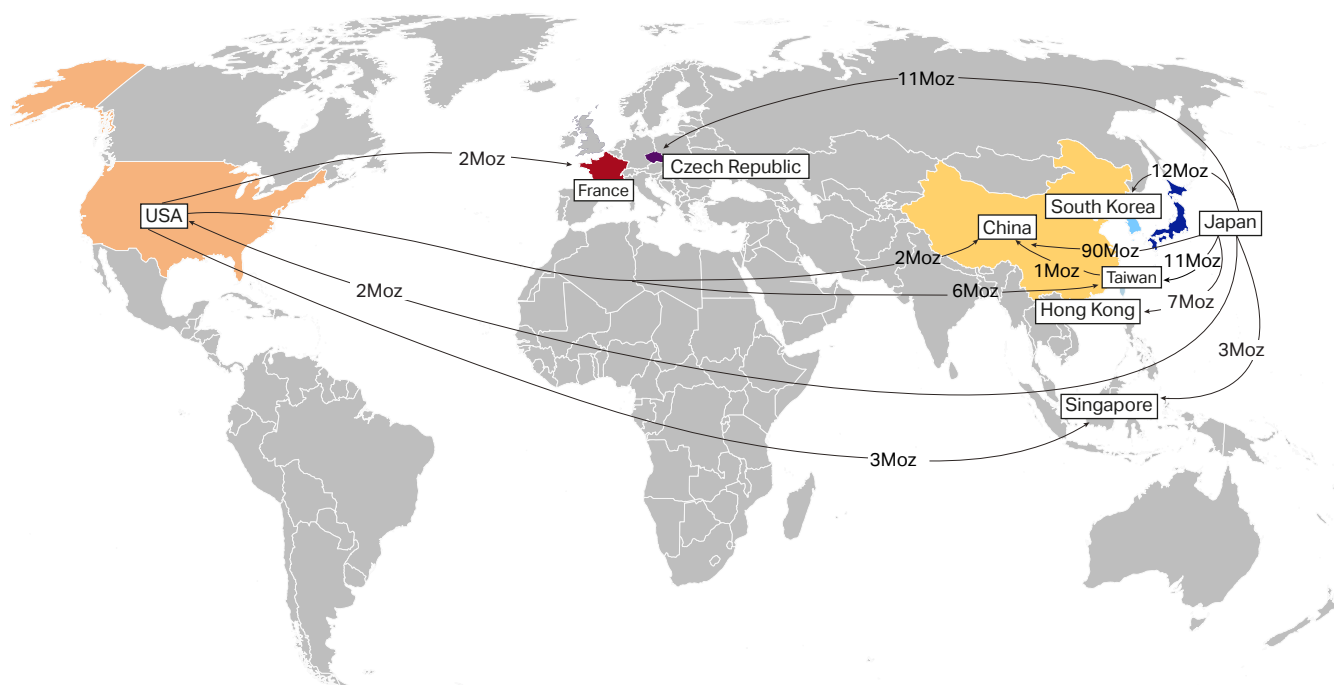 11Moz
2Moz
Czech Republic
12Moz
France
South Korea
USA
Japan
China
90Moz
2Moz
1Moz
11Moz
Taiwan
2Moz
6Moz
7Moz
Hong Kong
3Moz
Singapore
3Moz